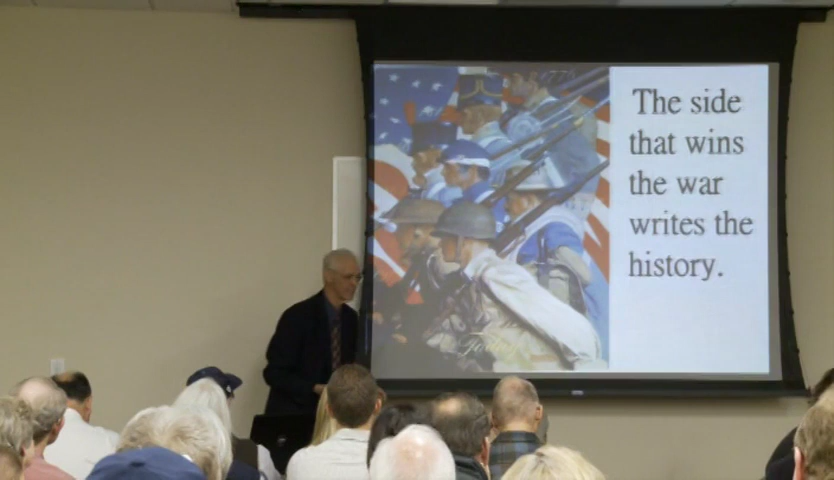 The side
that wins
the war
writes the
history.